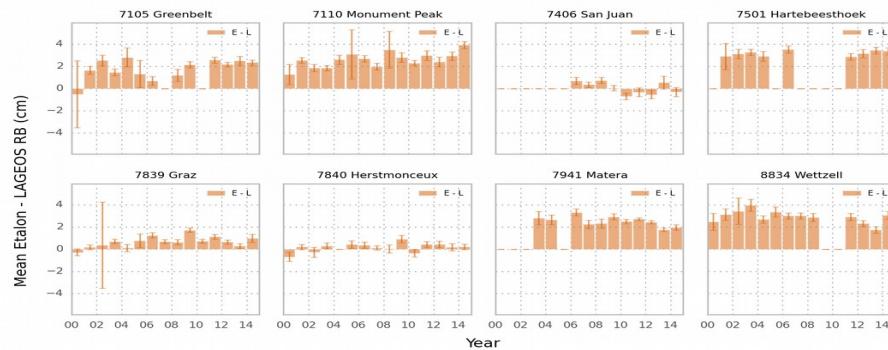 7105 Greenbelt 7110 Monument Peak 7406 San Juan 7501 Hartebeesthoek
E - L E - L E - L E - L
4
2
0
−2
−4
7839 Graz 7840 Herstmonceux 7941 Matera 8834 Wettzell
E - L E - L E - L E - L
4
2
0
−2
−4
00 02 04 06 08 10 12 14 00 02 04 06 08 10 12 14 00 02 04 06 08 10 12 14 00 02 04 06 08 10 12 14
Year
Mean Etalon - LAGEOS RB (cm)